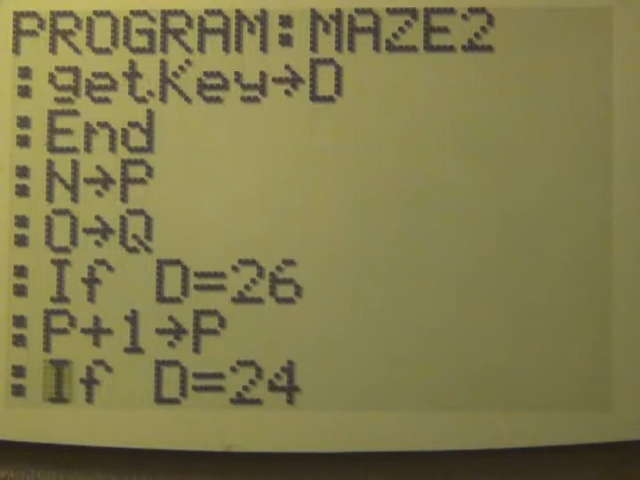 PROGRAM:MAZE2
:getKey→D
:End
:N→P
:O→Q
:If D=26
:P+1→P
:If D=24